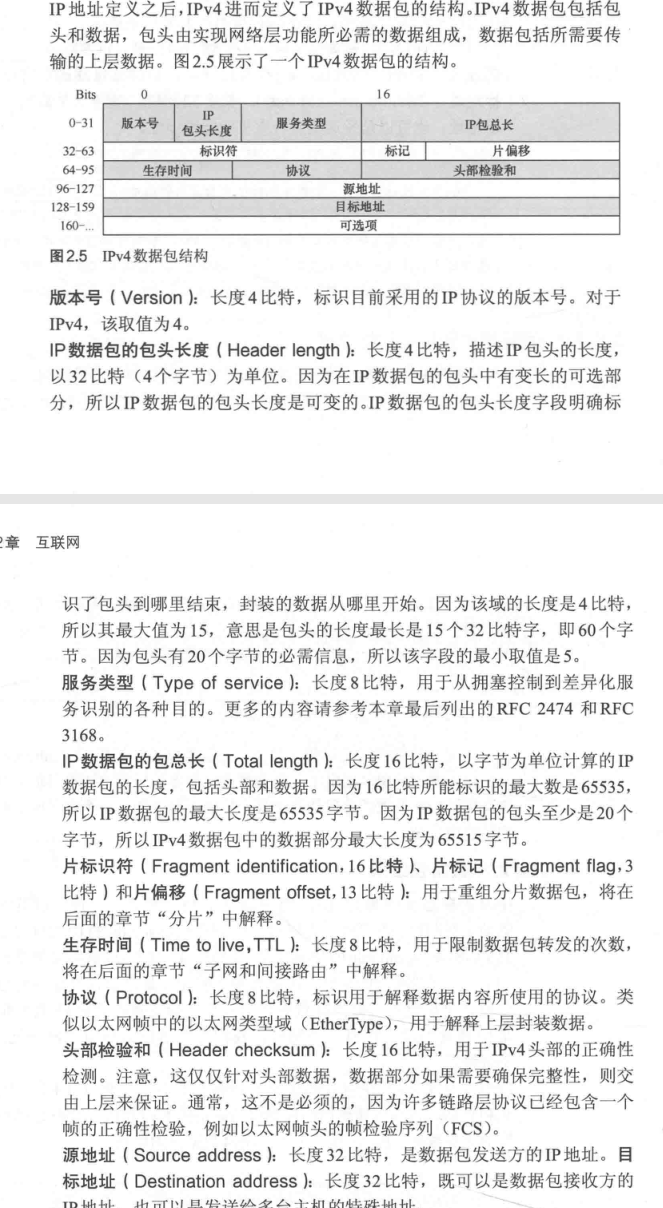 IP地址定义之后,IPv4进而定义了IPv4数据包的结构。IPv4数据包包括包
头和数据，包头由实现网络层功能所必需的数据组成，数据包括所需要传
输的上层数据。图2.5展示了一个IPv4数据包的结构。
Bits 0 16
0-31 版本号 IP包头长度 服务类型 IP包总长
32-63 标识符 标记 片偏移
64-95 生存时间 协议 头部检验和
96-127 源地址
128-159 目标地址
160-... 可选项
图2.5 IPv4数据包结构
版本号（Version）：长度4比特，标识目前采用的IP协议的版本号。对于
IPv4，该取值为4。
IP数据包的包头长度（Header length）：长度4比特，描述IP包头的长度，
以32比特（4个字节）为单位。因为在IP数据包的包头中有变长的可选部
分，所以IP数据包的包头长度是可变的。IP数据包的包头长度字段明确标
2章 互联网
识了包头到哪里结束，封装的数据从哪里开始。因为该域的长度是4比特，
所以其最大值为15，意思是包头的长度最长是15个32比特字，即60个字
节。因为包头有20个字节的必需信息，所以该字段的最小取值是5。
服务类型（Type of service）：长度8比特，用于从拥塞控制到差异化服
务识别的各种目的。更多的内容请参考本章最后列出的RFC 2474 和RFC
3168。
IP数据包的包总长（Total length）：长度16比特，以字节为单位计算的IP
数据包的长度，包括头部和数据。因为16比特所能标识的最大数是65535，
所以IP数据包的最大长度是65535字节。因为IP数据包的包头至少是20个
字节，所以IPv4数据包中的数据部分最大长度为65515字节。
片标识符（Fragment identification,16比特）、片标记（Fragment flag,3
比特）和片偏移（Fragment offset,13比特）：用于重组分片数据包，将在
后面的章节“分片”中解释。
生存时间（Time to live,TTL）：长度8比特，用于限制数据包转发的次数，
将在后面的章节“子网和间接路由”中解释。
协议（Protocol）：长度8比特，标识用于解释数据内容所使用的协议。类
似以太网帧中的以太网类型域（EtherType），用于解释上层封装数据。
头部检验和（Header checksum）：长度16比特，用于IPv4头部的正确性
检测。注意，这仅仅针对头部数据，数据部分如果需要确保完整性，则交
由上层来保证。通常，这不是必须的，因为许多链路层协议已经包含一个
帧的正确性检验，例如以太网帧头的帧检验序列（FCS）。
源地址（Source address）：长度32比特，是数据包发送方的IP地址。目
标地址（Destination address）：长度32比特，既可以是数据包接收方的
IP地址，也可以是发送给多台主机的特殊地址。